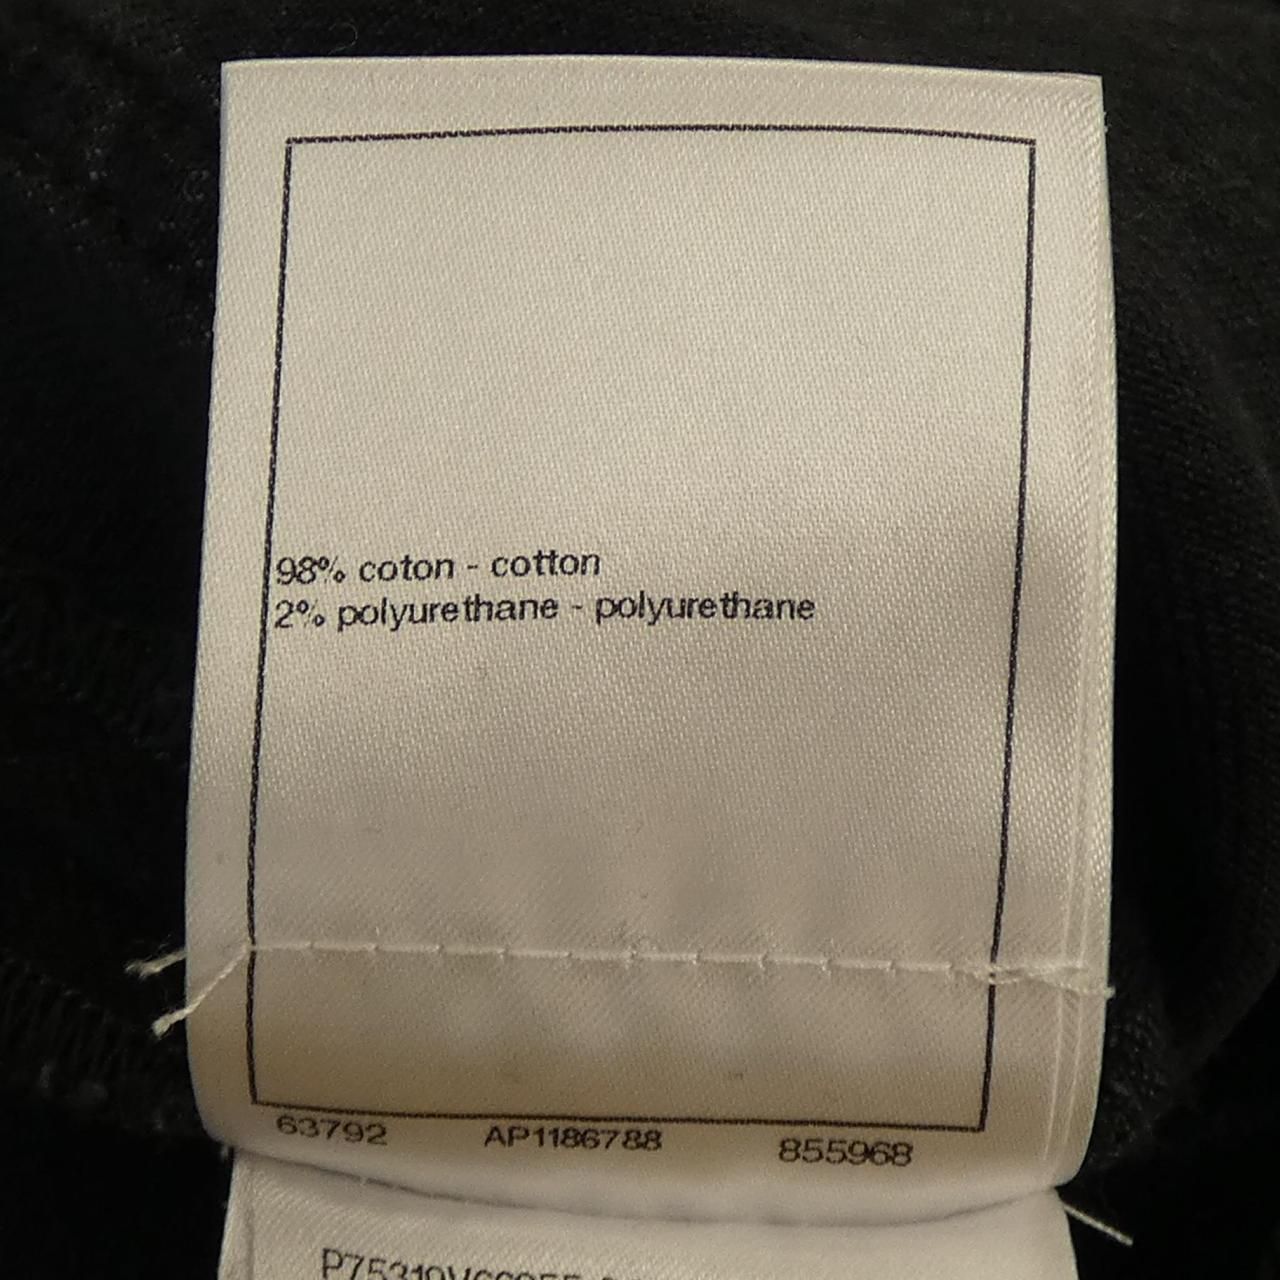 98% coton - cotton
2% polyurethane - polyurethane
63792 AP1186788 855968